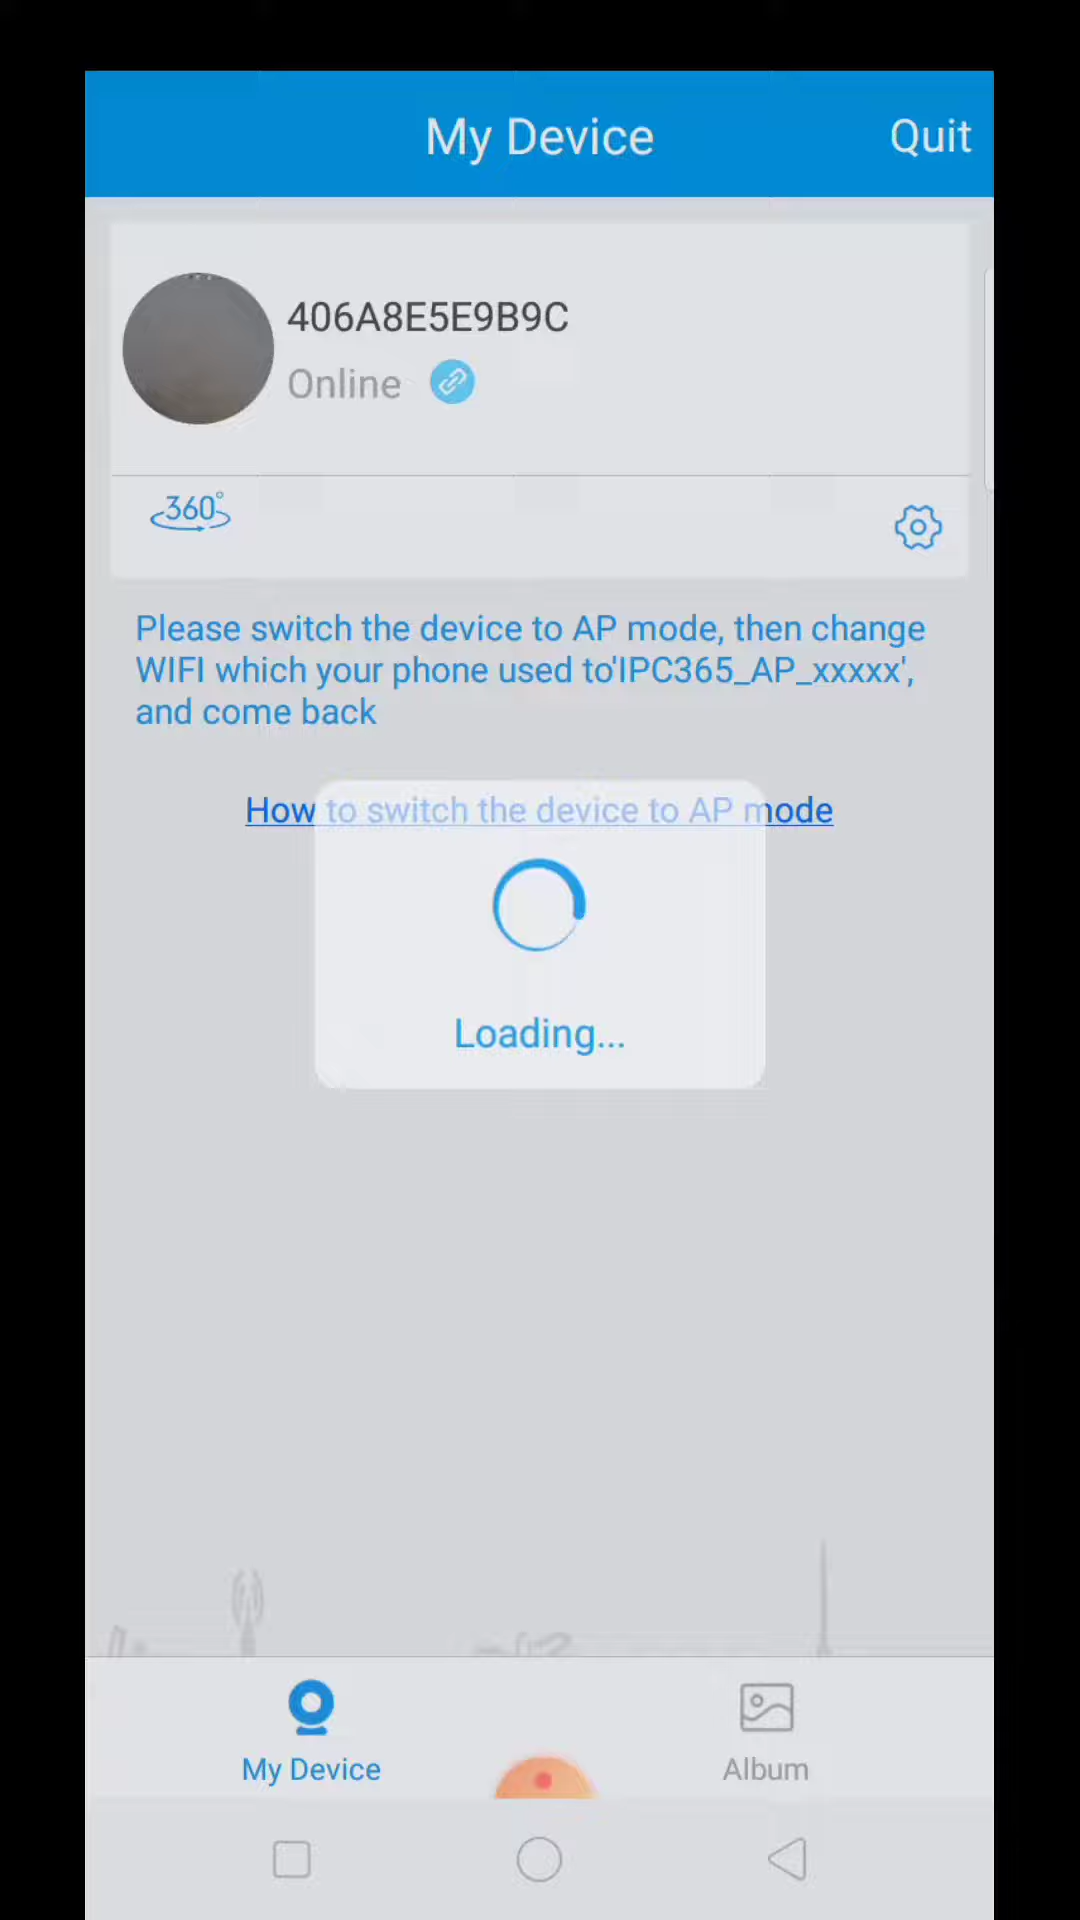 My Device
Quit
406A8E5E9B9C
Online
360°
Please switch the device to AP mode, then change
WIFI which your phone used to'IPC365_AP_xxxxx',
and come back
How to switch the device to AP mode
Loading...
My Device
Album